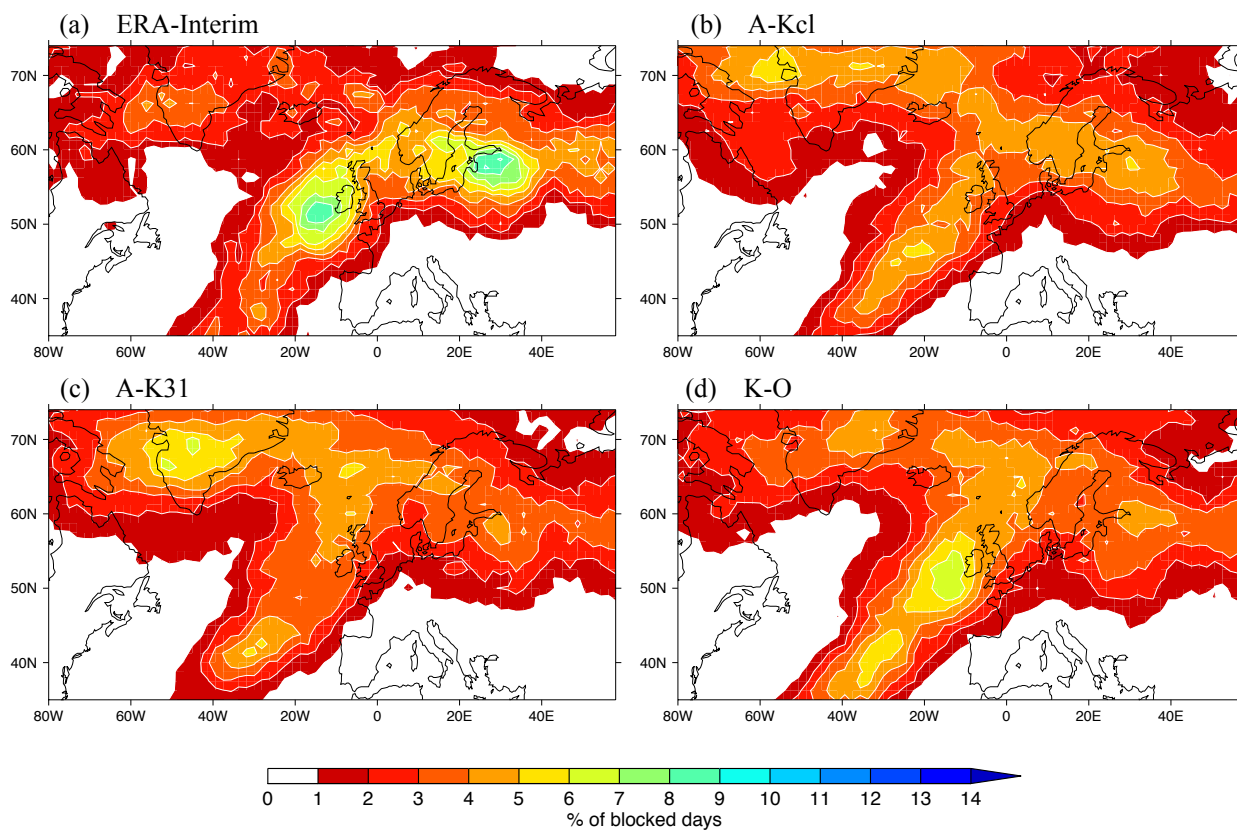 (a) ERA-Interim
(b) A-Kcl
70N
60N
50N
40N
80W 60W 40W 20W 0 20E 40E
70N
60N
50N
40N
80W 60W 40W 20W 0 20E 40E
(c) A-K31
(d) K-O
70N
60N
50N
40N
80W 60W 40W 20W 0 20E 40E
70N
60N
50N
40N
80W 60W 40W 20W 0 20E 40E
0 1 2 3 4 5 6 7 8 9 10 11 12 13 14
% of blocked days